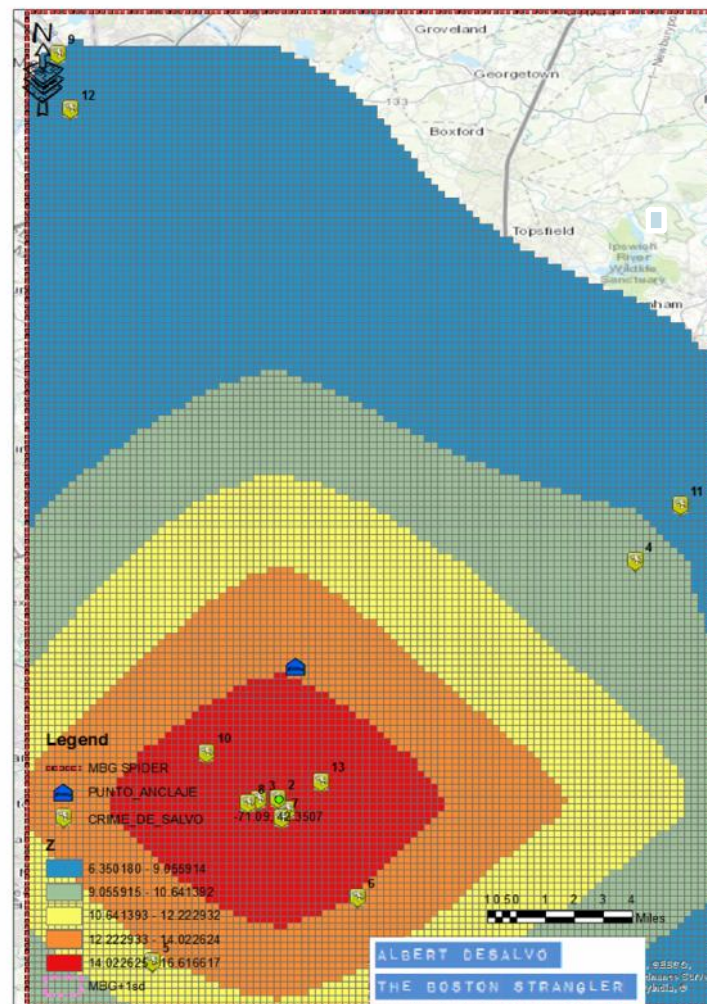 N
9
12
Groveland
Newburypo
Georgetown
133
Boxford
Topsfield
Ipswich
River
Wildlife
Sanctuary
nham
11
4
10
13
3
2
8
7
-71.09, 42.3507
6
Legend
MBG SPIDER
PUNTO_ANCLAJE
CRIME_DE_SALVO
Z
6.350180 - 9.055914
9.055915 - 10.641392
10.641393 - 12.222932
12.222933 - 14.022624
14.022625 - 16.616617
5
MBG+1sd
1 0.5 0 1 2 3 4
Miles
ALBERT DESALVO
THE BOSTON STRANGLER